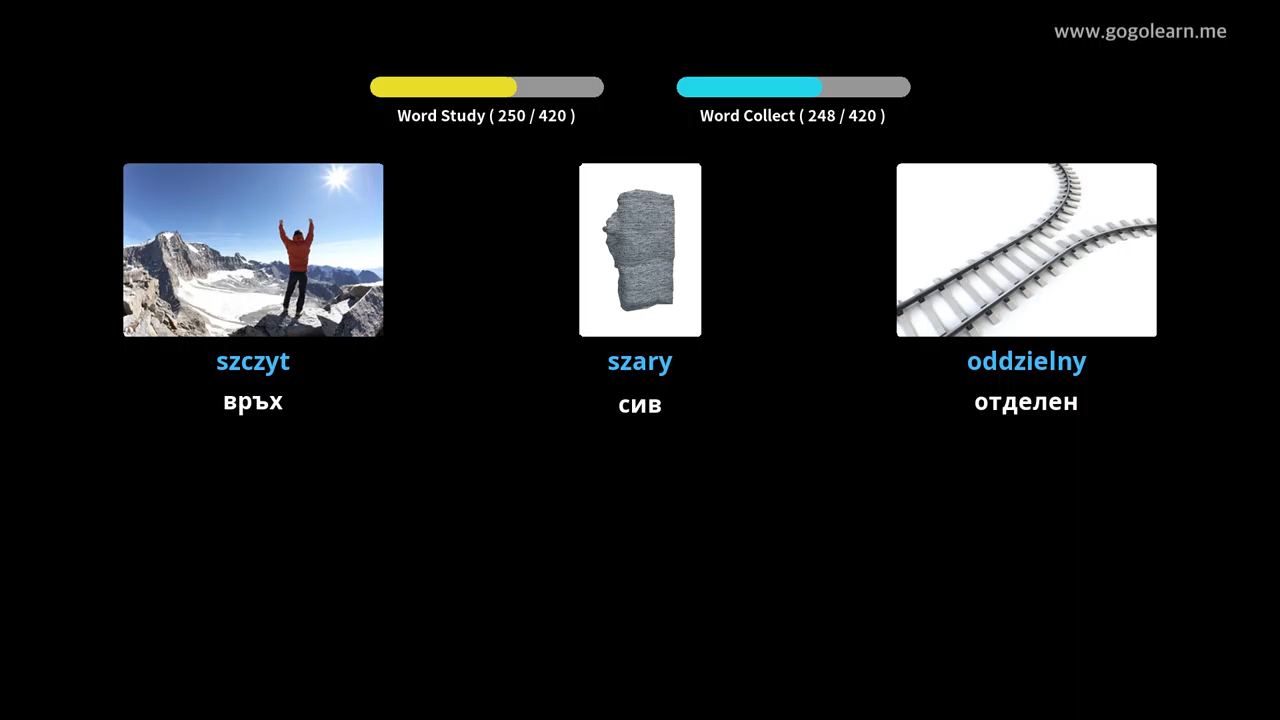 www.gogolearn.me
Word Study ( 250 / 420 )
Word Collect ( 248 / 420 )
szczyt
szary
oddzielny
връх
сив
отделен